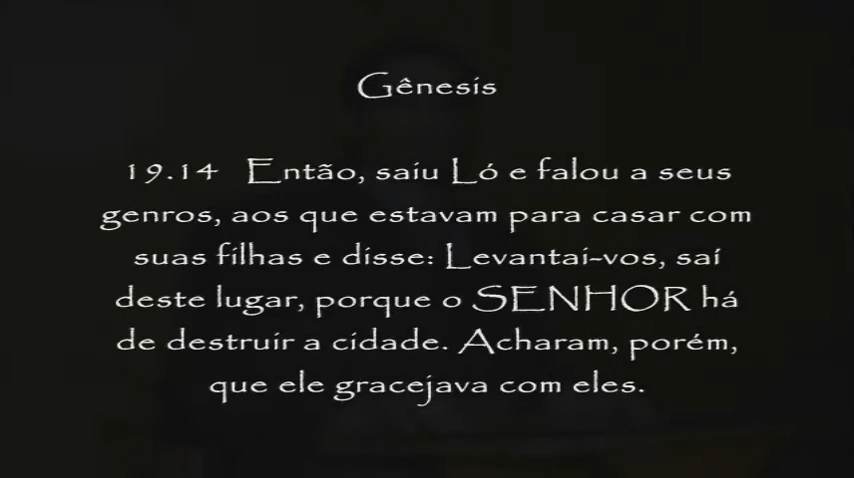 Gênesis
19.14 Então, saiu Ló e falou a seus
genros, aos que estavam para casar com
suas filhas e disse: Levantai-vos, saí
deste lugar, porque o SENHOR há
de destruir a cidade. Acharam, porém,
que ele gracejava com eles.